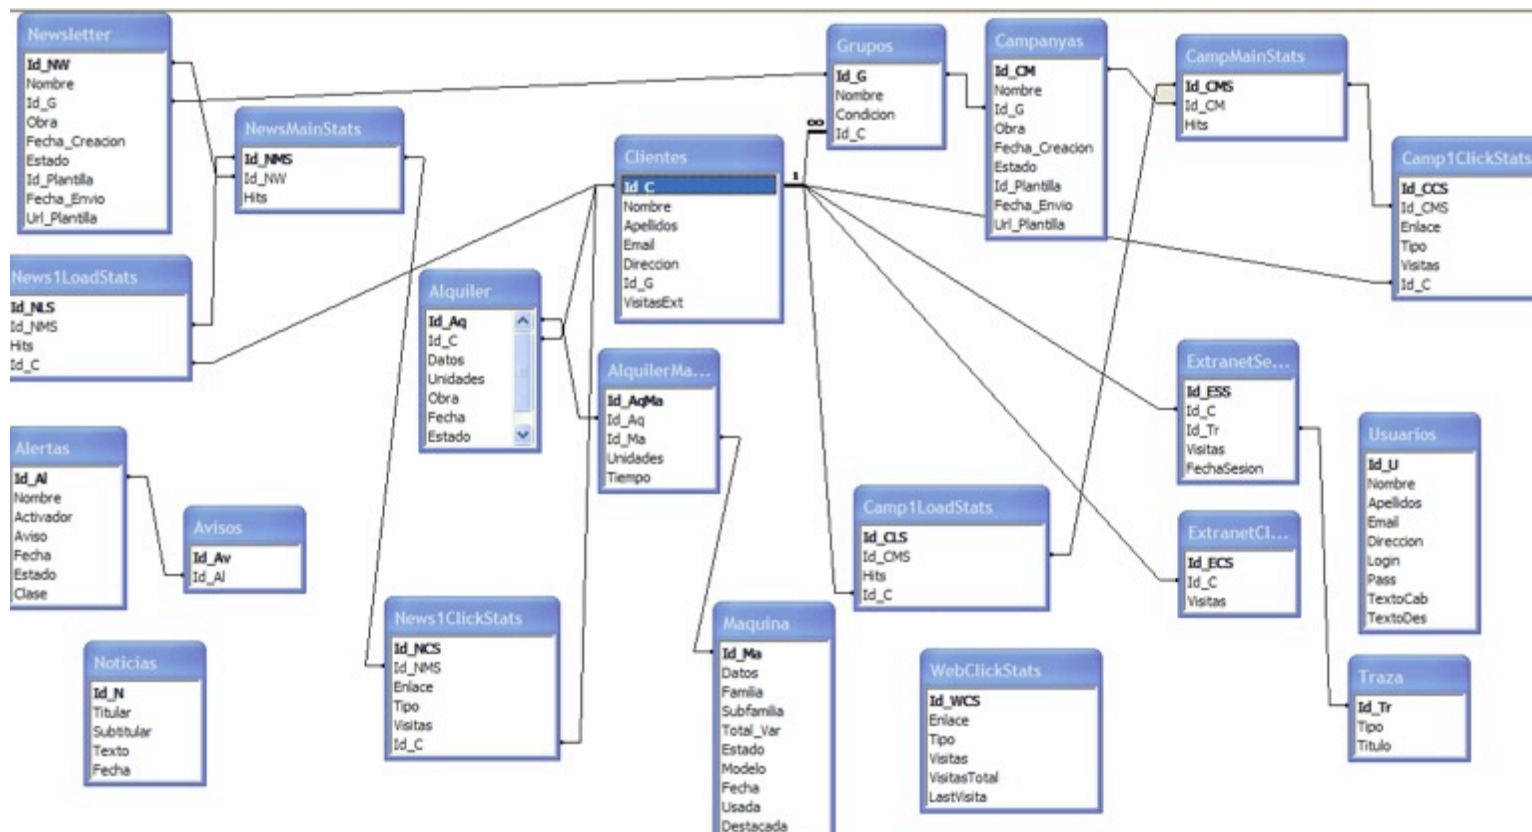 Newsletter
Id_NW
Nombre
Id_G
Obra
Fecha_Creacion
Estado
Id_Plantilla
Fecha_Envio
Url_Plantilla
NewsMainStats
Id_NMS
Id_NW
Hits
News1LoadStats
Id_NLS
Id_NMS
Hits
Id_C
Clientes
Id_C
Nombre
Apellidos
Email
Direccion
Id_G
VisitasExt
1
∞
Grupos
Id_G
Nombre
Condicion
Id_C
Campanyas
Id_CM
Nombre
Id_G
Obra
Fecha_Creacion
Estado
Id_Plantilla
Fecha_Envio
Url_Plantilla
CampMainStats
Id_CMS
Id_CM
Hits
Camp1ClickStats
Id_CCS
Id_CMS
Enlace
Tipo
Visitas
Id_C
Alquiler
Id_Aq
Id_C
Datos
Unidades
Obra
Fecha
Estado
AlquilerMa...
Id_AqMa
Id_Aq
Id_Ma
Unidades
Tiempo
ExtranetSe...
Id_ESS
Id_C
Id_Tr
Visitas
FechaSesion
Usuarios
Id_U
Nombre
Apellidos
Email
Direccion
Login
Pass
TextoCab
TextoDes
Alertas
Id_Al
Nombre
Activador
Aviso
Fecha
Estado
Clase
Avisos
Id_Av
Id_Al
Camp1LoadStats
Id_CLS
Id_CMS
Hits
Id_C
ExtranetCl...
Id_ECS
Id_C
Visitas
Noticias
Id_N
Titular
Subtitular
Texto
Fecha
News1ClickStats
Id_NCS
Id_NMS
Enlace
Tipo
Visitas
Id_C
Maquina
Id_Ma
Datos
Familia
Subfamilia
Total_Var
Estado
Modelo
Fecha
Usada
Destacada
WebClickStats
Id_WCS
Enlace
Tipo
Visitas
VisitasTotal
LastVisita
Traza
Id_Tr
Tipo
Titulo